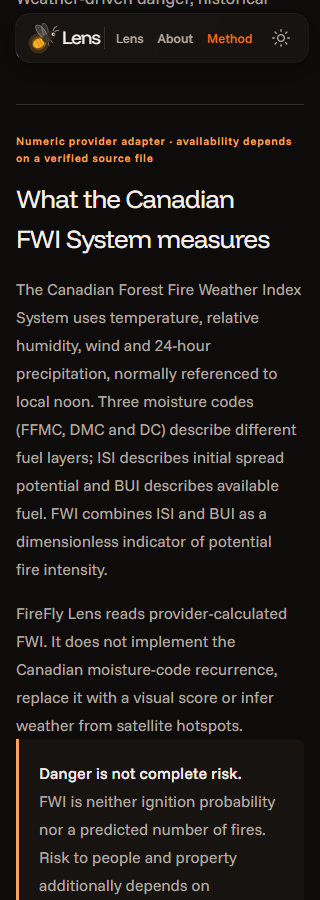 Weather-driven danger, historical
Lens
Lens About Method
Numeric provider adapter · availability depends
on a verified source file
What the Canadian
FWI System measures
The Canadian Forest Fire Weather Index
System uses temperature, relative
humidity, wind and 24-hour
precipitation, normally referenced to
local noon. Three moisture codes
(FFMC, DMC and DC) describe different
fuel layers; ISI describes initial spread
potential and BUI describes available
fuel. FWI combines ISI and BUI as a
dimensionless indicator of potential
fire intensity.
FireFly Lens reads provider-calculated
FWI. It does not implement the
Canadian moisture-code recurrence,
replace it with a visual score or infer
weather from satellite hotspots.
Danger is not complete risk.
FWI is neither ignition probability
nor a predicted number of fires.
Risk to people and property
additionally depends on